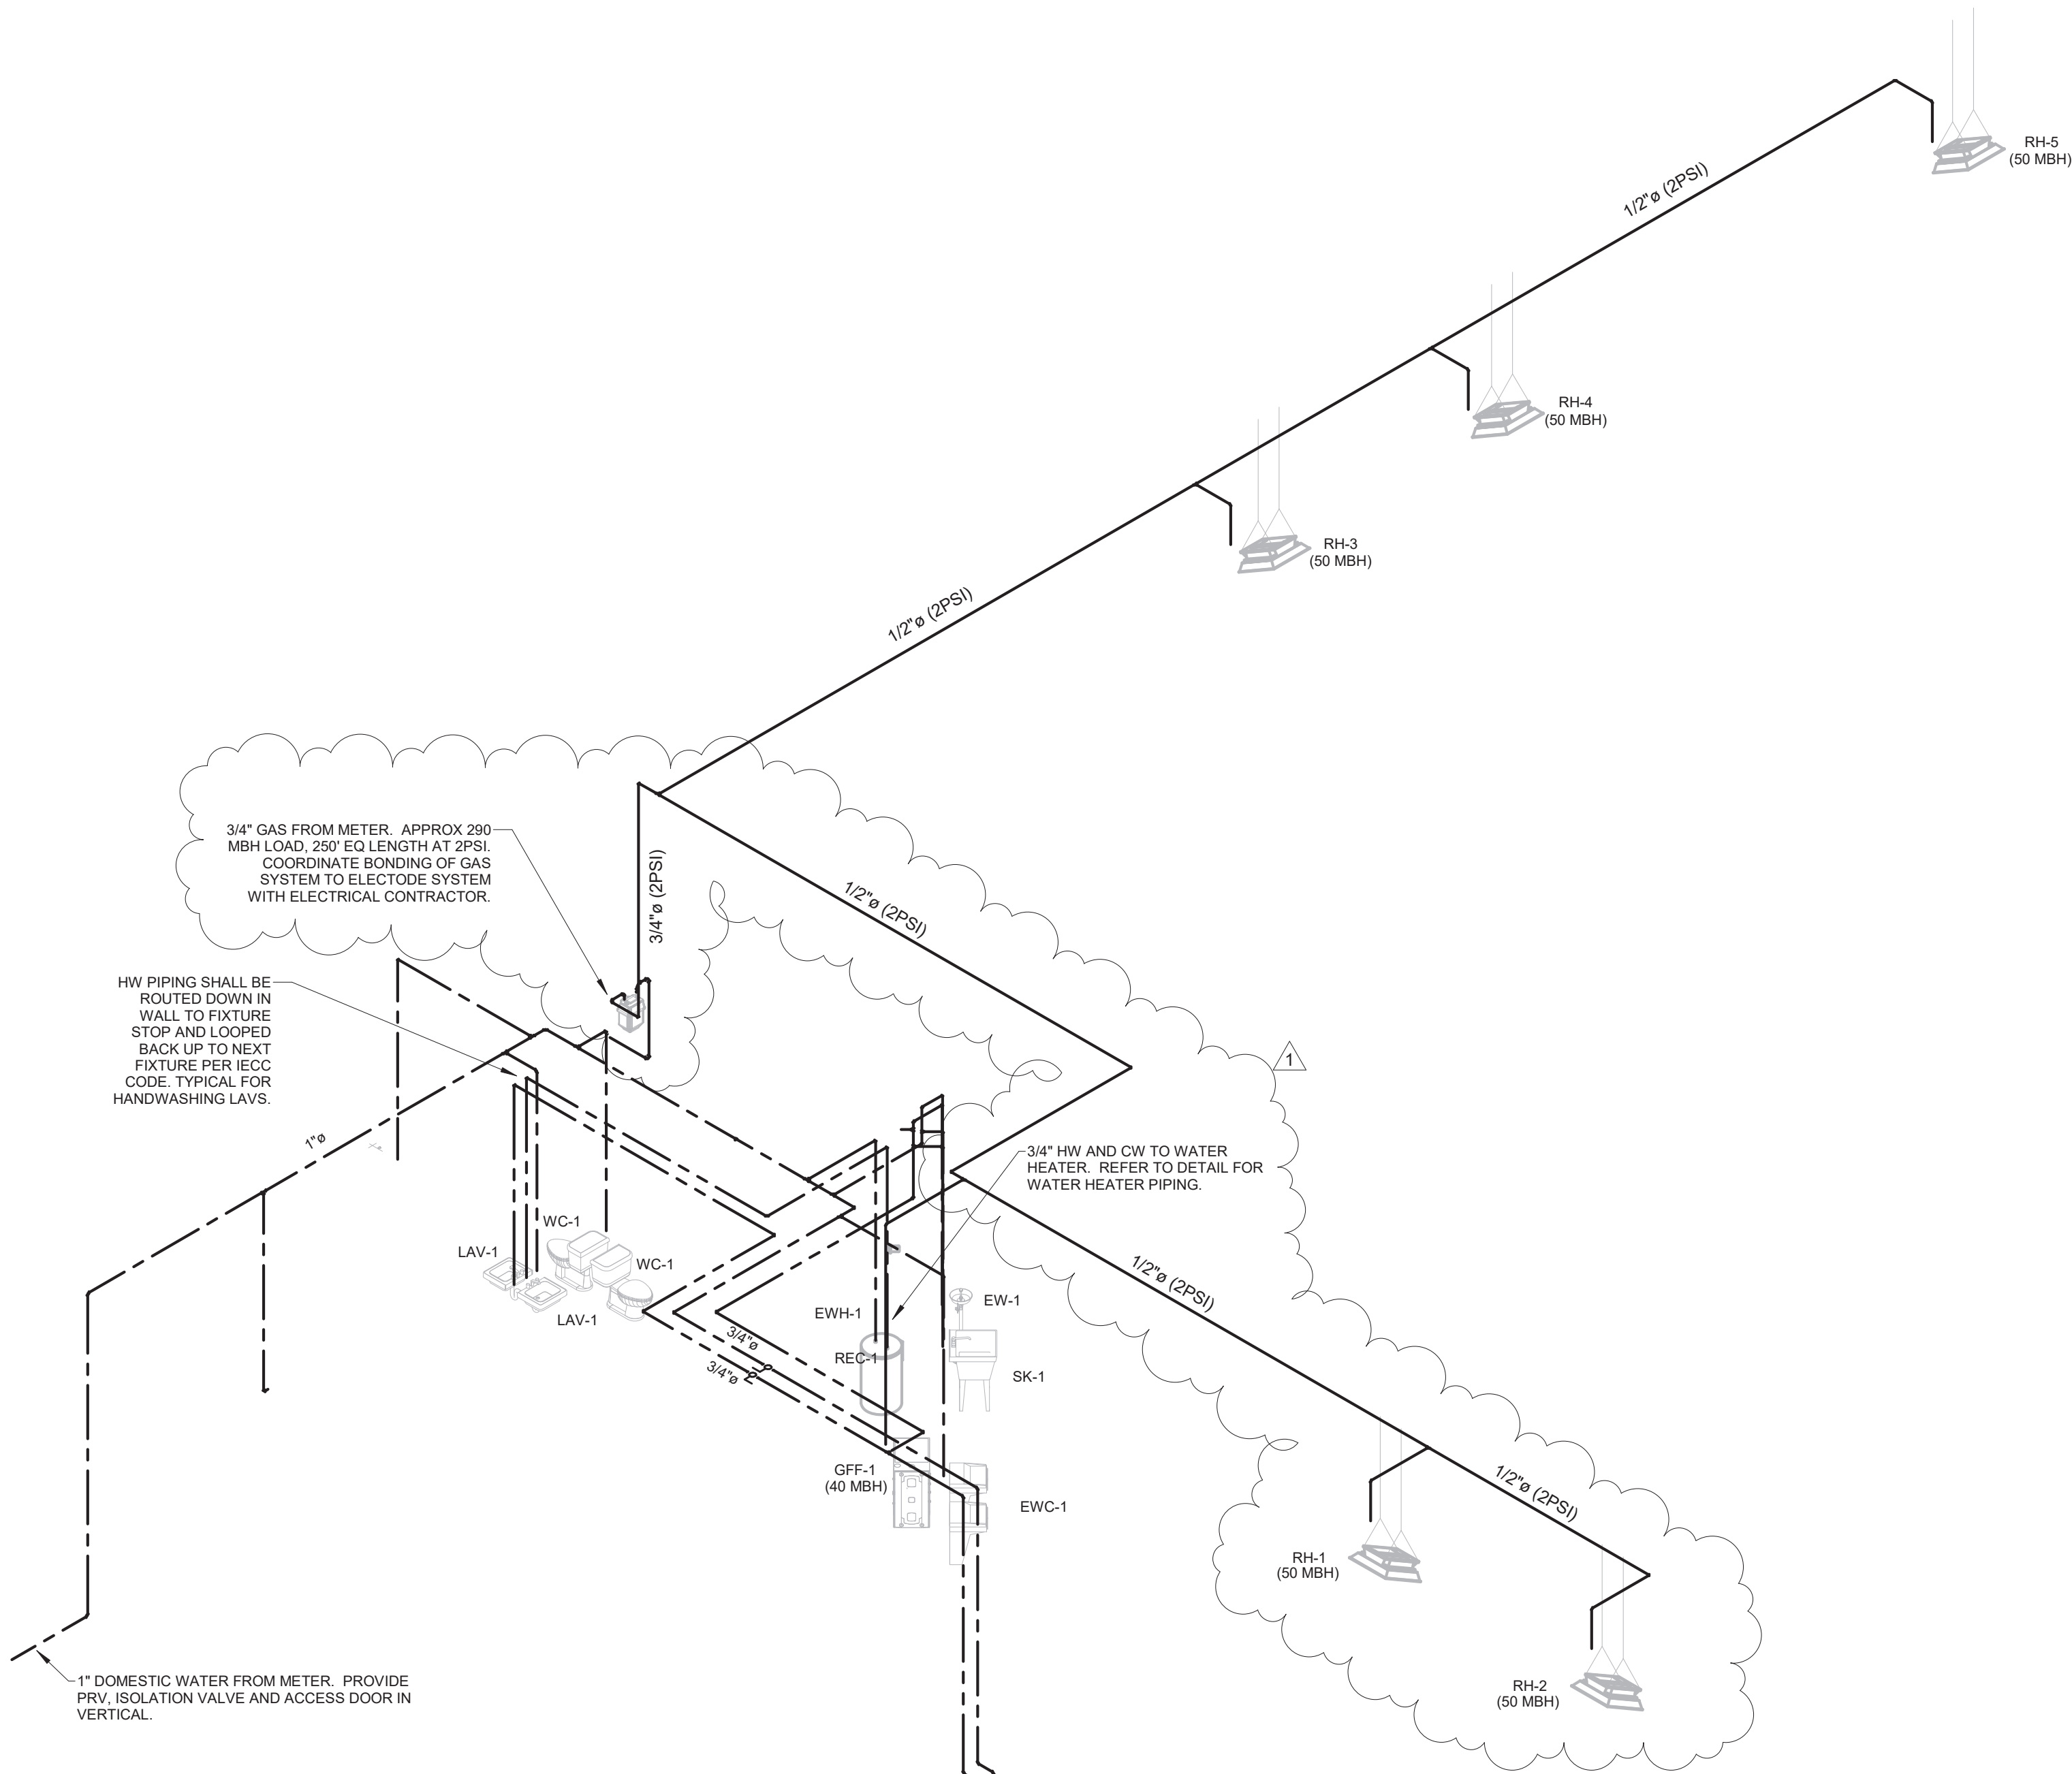 RH-5
(50 MBH)
1/2"ø (2PSI)
RH-4
(50 MBH)
RH-3
(50 MBH)
1/2"ø (2PSI)
3/4" GAS FROM METER. APPROX 290
MBH LOAD, 250' EQ LENGTH AT 2PSI.
COORDINATE BONDING OF GAS
SYSTEM TO ELECTODE SYSTEM
WITH ELECTRICAL CONTRACTOR.
3/4"ø (2PSI)
1/2"ø (2PSI)
HW PIPING SHALL BE
ROUTED DOWN IN
WALL TO FIXTURE
STOP AND LOOPED
BACK UP TO NEXT
FIXTURE PER IECC
CODE. TYPICAL FOR
HANDWASHING LAVS.
1
1"ø
3/4" HW AND CW TO WATER
HEATER. REFER TO DETAIL FOR
WATER HEATER PIPING.
WC-1
LAV-1
WC-1
LAV-1
EWH-1
EW-1
1/2"ø (2PSI)
3/4"ø
3/4"ø
REC-1
SK-1
GFF-1
(40 MBH)
EWC-1
1/2"ø (2PSI)
RH-1
(50 MBH)
RH-2
(50 MBH)
1" DOMESTIC WATER FROM METER. PROVIDE
PRV, ISOLATION VALVE AND ACCESS DOOR IN
VERTICAL.